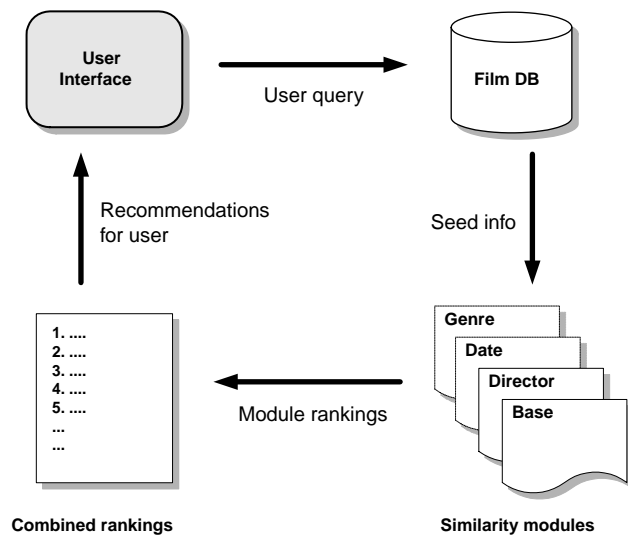 User
Interface
User query
Film DB
Recommendations
for user
Seed info
1. ....
2. ....
3. ....
4. ....
5. ....
...
...
Module rankings
Genre
Date
Director
Base
Combined rankings
Similarity modules